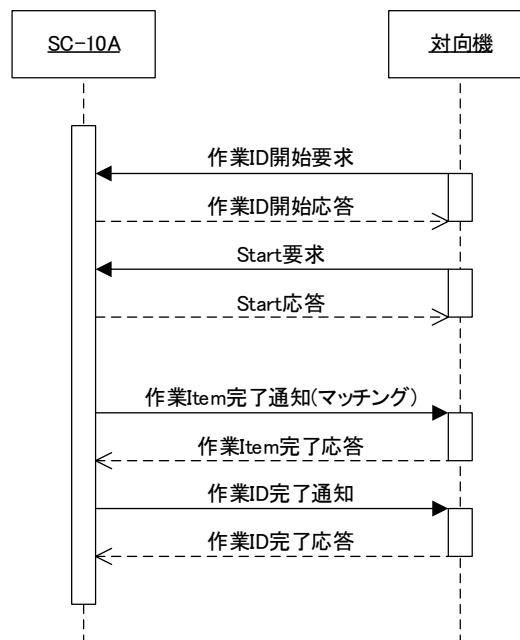 SC-10A
対向機
作業ID開始要求
作業ID開始応答
Start要求
Start応答
作業Item完了通知(マッチング)
作業Item完了応答
作業ID完了通知
作業ID完了応答